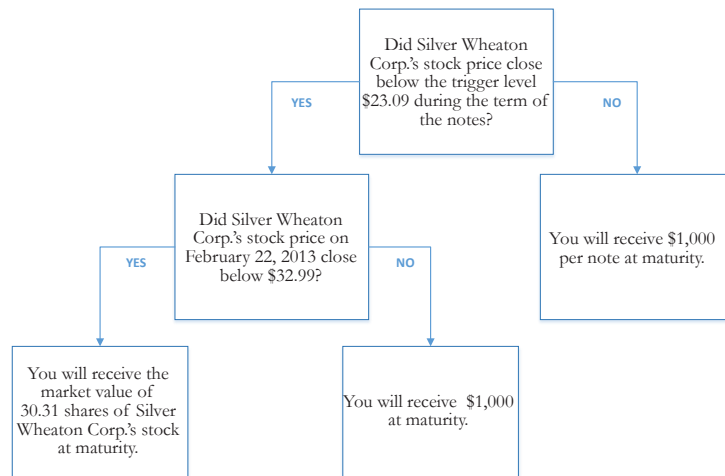 Did Silver Wheaton
Corp.'s stock price close
below the trigger level
$23.09 during the term of
the notes?
YES
NO
Did Silver Wheaton
Corp.'s stock price on
February 22, 2013 close
below $32.99?
You will receive $1,000
per note at maturity.
YES
NO
You will receive the
market value of
30.31 shares of Silver
Wheaton Corp.'s stock
at maturity.
You will receive $1,000
at maturity.